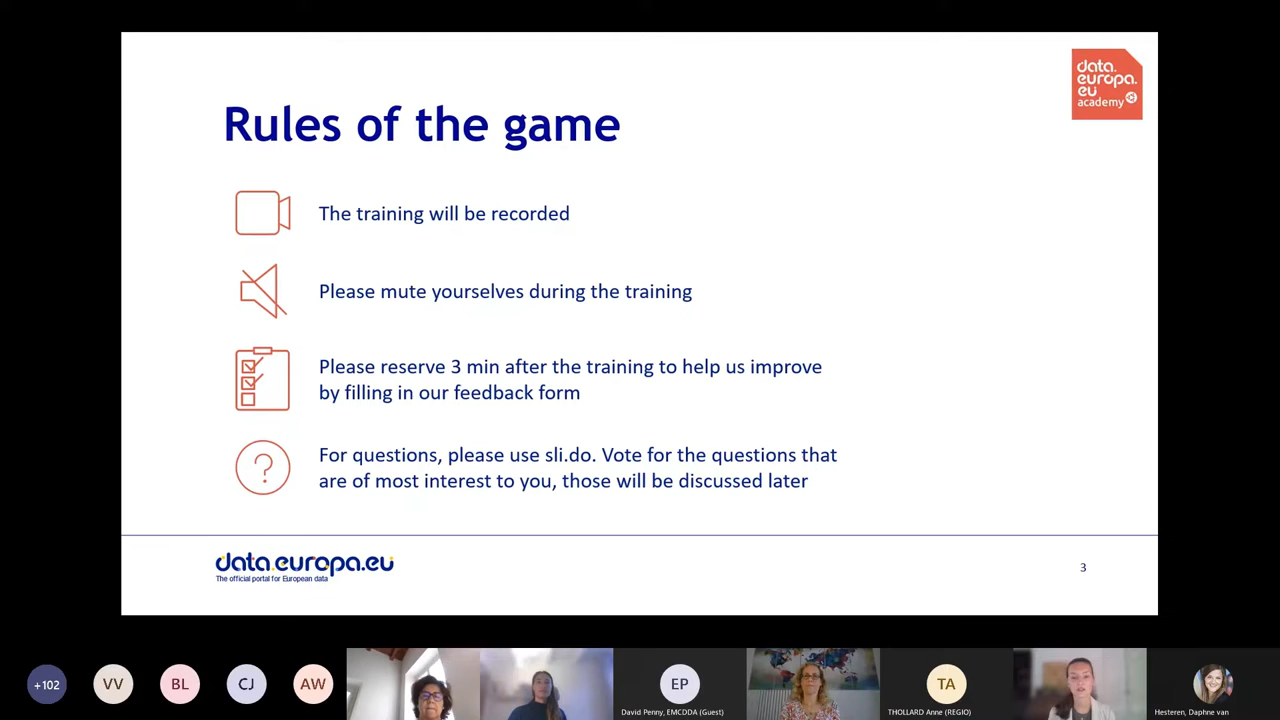 data.
europa.
eu
academy
Rules of the game
The training will be recorded
Please mute yourselves during the training
Please reserve 3 min after the training to help us improve
by filling in our feedback form
?
For questions, please use sli.do. Vote for the questions that
are of most interest to you, those will be discussed later
data.europa.eu
The official portal for European data
3
+102
VV
BL
CJ
AW
EP
David Penny, EMCDDA (Guest)
TA
THOLLARD Anne (REGIO)
Hesteren, Daphne van